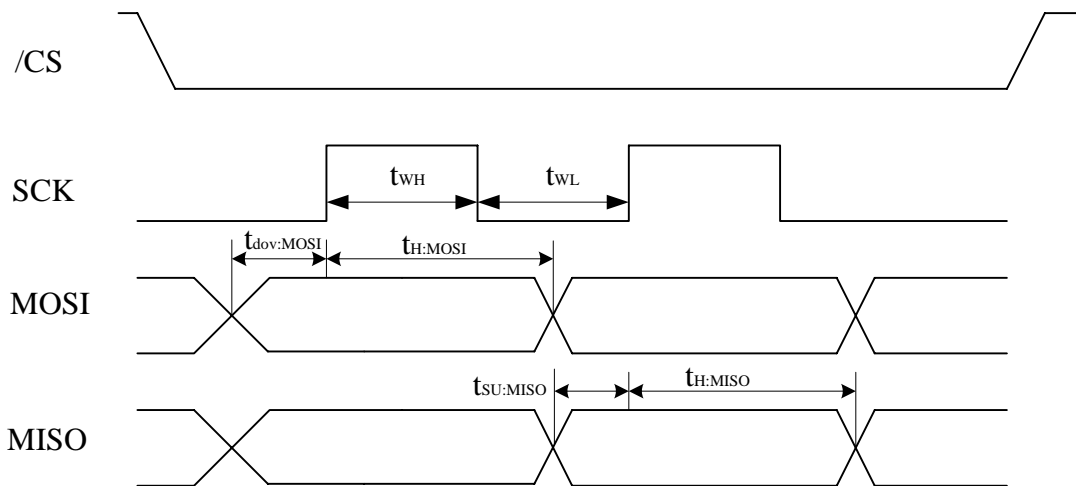 /CS
SCK
tWH
tWL
tdov:MOSI
tH:MOSI
MOSI
tSU:MISO
tH:MISO
MISO